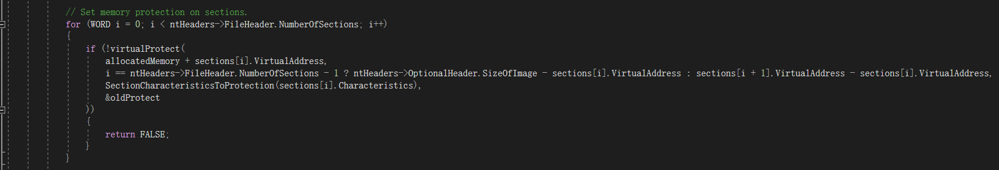 // Set memory protection on sections.
for (WORD i = 0; i < ntHeaders->FileHeader.NumberOfSections; i++)
{
if (!virtualProtect(
allocatedMemory + sections[i].VirtualAddress,
i == ntHeaders->FileHeader.NumberOfSections - 1 ? ntHeaders->OptionalHeader.SizeOfImage - sections[i].VirtualAddress : sections[i + 1].VirtualAddress - sections[i].VirtualAddress,
SectionCharacteristicsToProtection(sections[i].Characteristics),
&oldProtect
))
{
return FALSE;
}
}